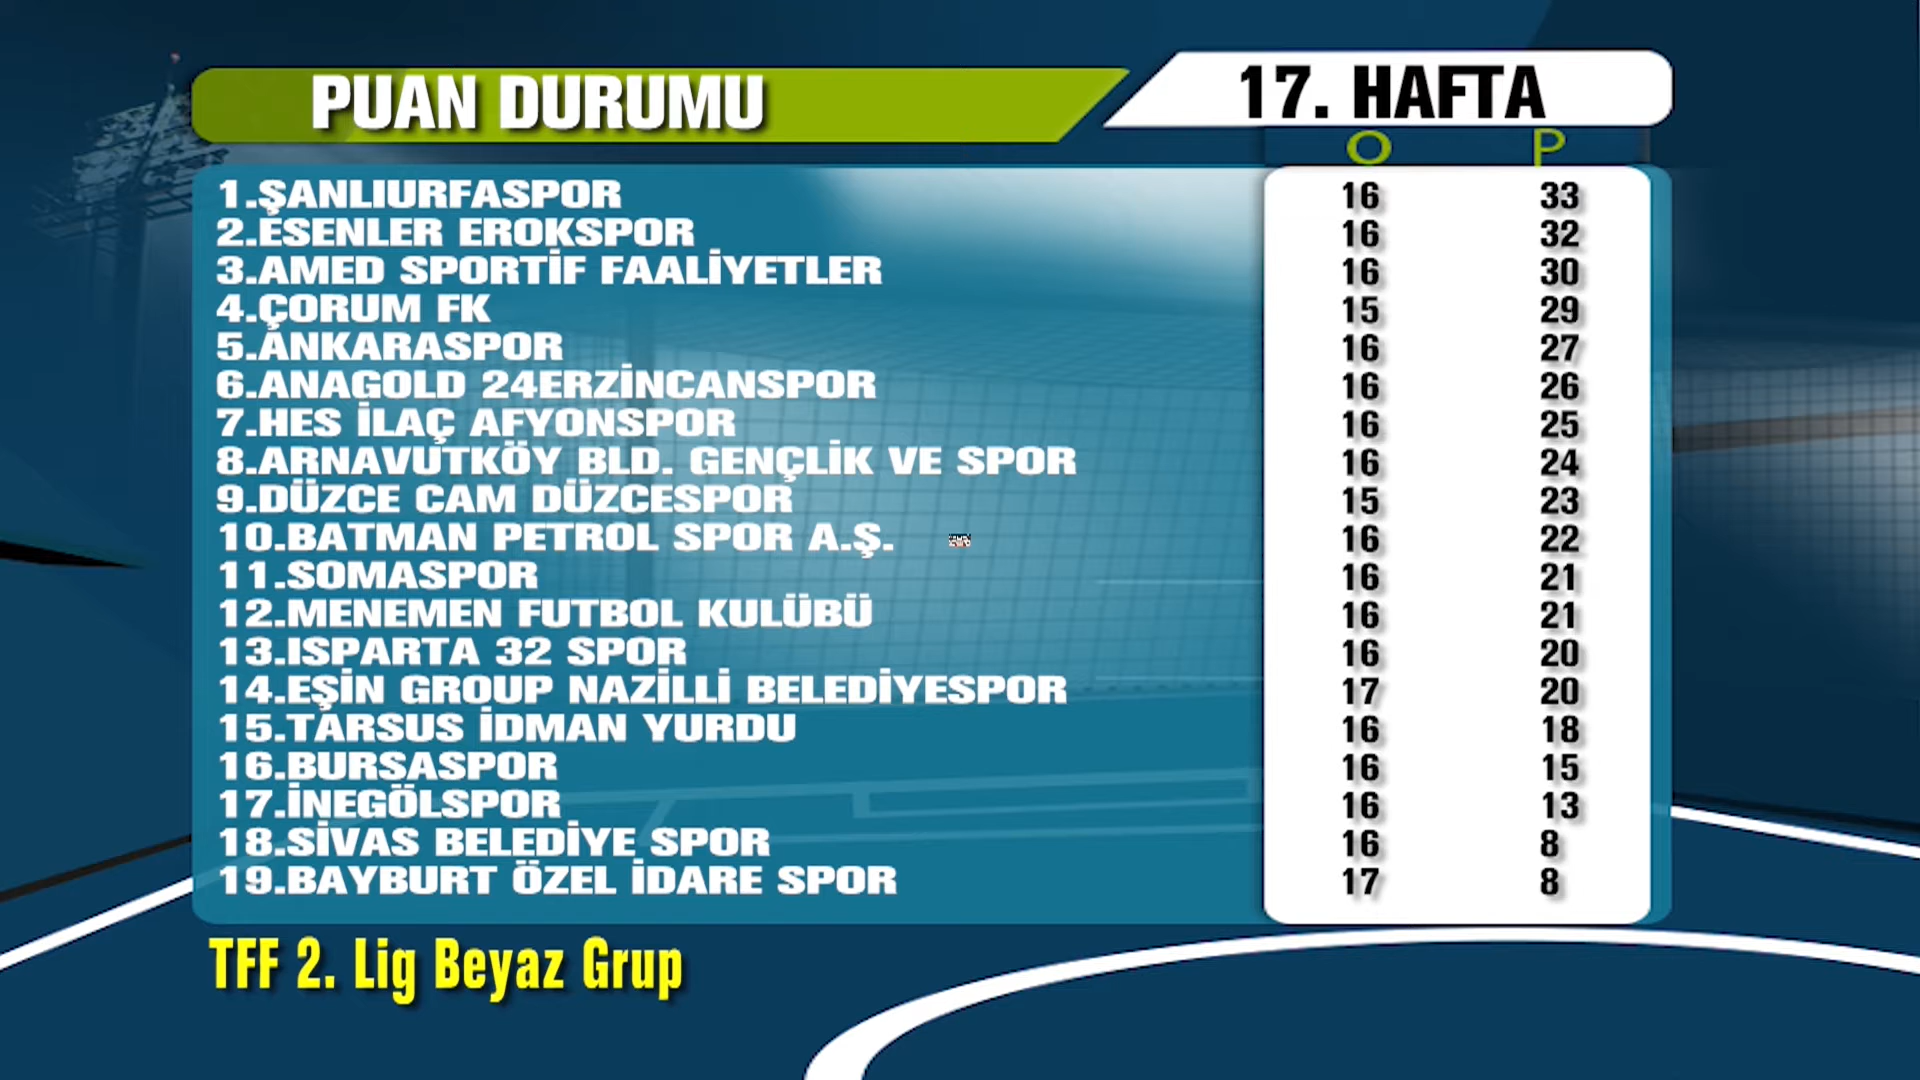 PUAN DURUMU 17. HAFTA
O P
1.ŞANLIURFASPOR 16 33
2.ESENLER EROKSPOR 16 32
3.AMED SPORTİF FAALİYETLER 16 30
4.ÇORUM FK 15 29
5.ANKARASPOR 16 27
6.ANAGOLD 24ERZİNCANSPOR 16 26
7.HES İLAÇ AFYONSPOR 16 25
8.ARNAVUTKÖY BLD. GENÇLİK VE SPOR 16 24
9.DÜZCE CAM DÜZCESPOR 15 23
10.BATMAN PETROL SPOR A.Ş. 16 22
11.SOMASPOR 16 21
12.MENEMEN FUTBOL KULÜBÜ 16 21
13.ISPARTA 32 SPOR 16 20
14.EŞİN GROUP NAZİLLİ BELEDİYESPOR 17 20
15.TARSUS İDMAN YURDU 16 18
16.BURSASPOR 16 15
17.İNEGÖLSPOR 16 13
18.SİVAS BELEDİYE SPOR 16 8
19.BAYBURT ÖZEL İDARE SPOR 17 8
TFF 2. Lig Beyaz Grup